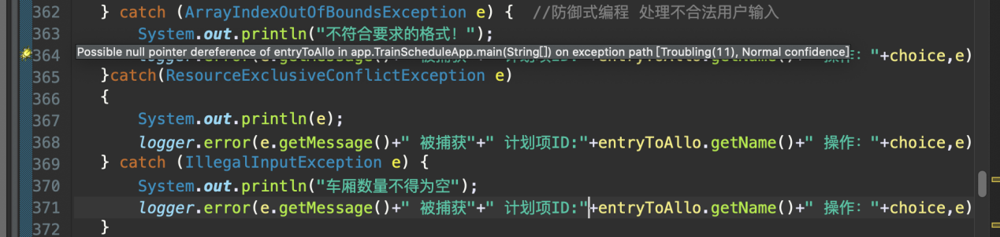 362 } catch (ArrayIndexOutOfBoundsException e) { //防御式编程 处理不合法用户输入
363 System.out.println("不符合要求的格式！");
Possible null pointer dereference of entryToAllo in app.TrainScheduleApp.main(String[]) on exception path [Troubling(11), Normal confidence]
364 "+choice,e)
365 }catch(ResourceExclusiveConflictException e)
366 {
367 System.out.println(e);
368 logger.error(e.getMessage()+" 被捕获"+" 计划项ID:"+entryToAllo.getName()+" 操作："+choice,e)
369 } catch (IllegalInputException e) {
370 System.out.println("车厢数量不得为空");
371 logger.error(e.getMessage()+" 被捕获"+" 计划项ID:"+entryToAllo.getName()+" 操作："+choice,e)
372 }